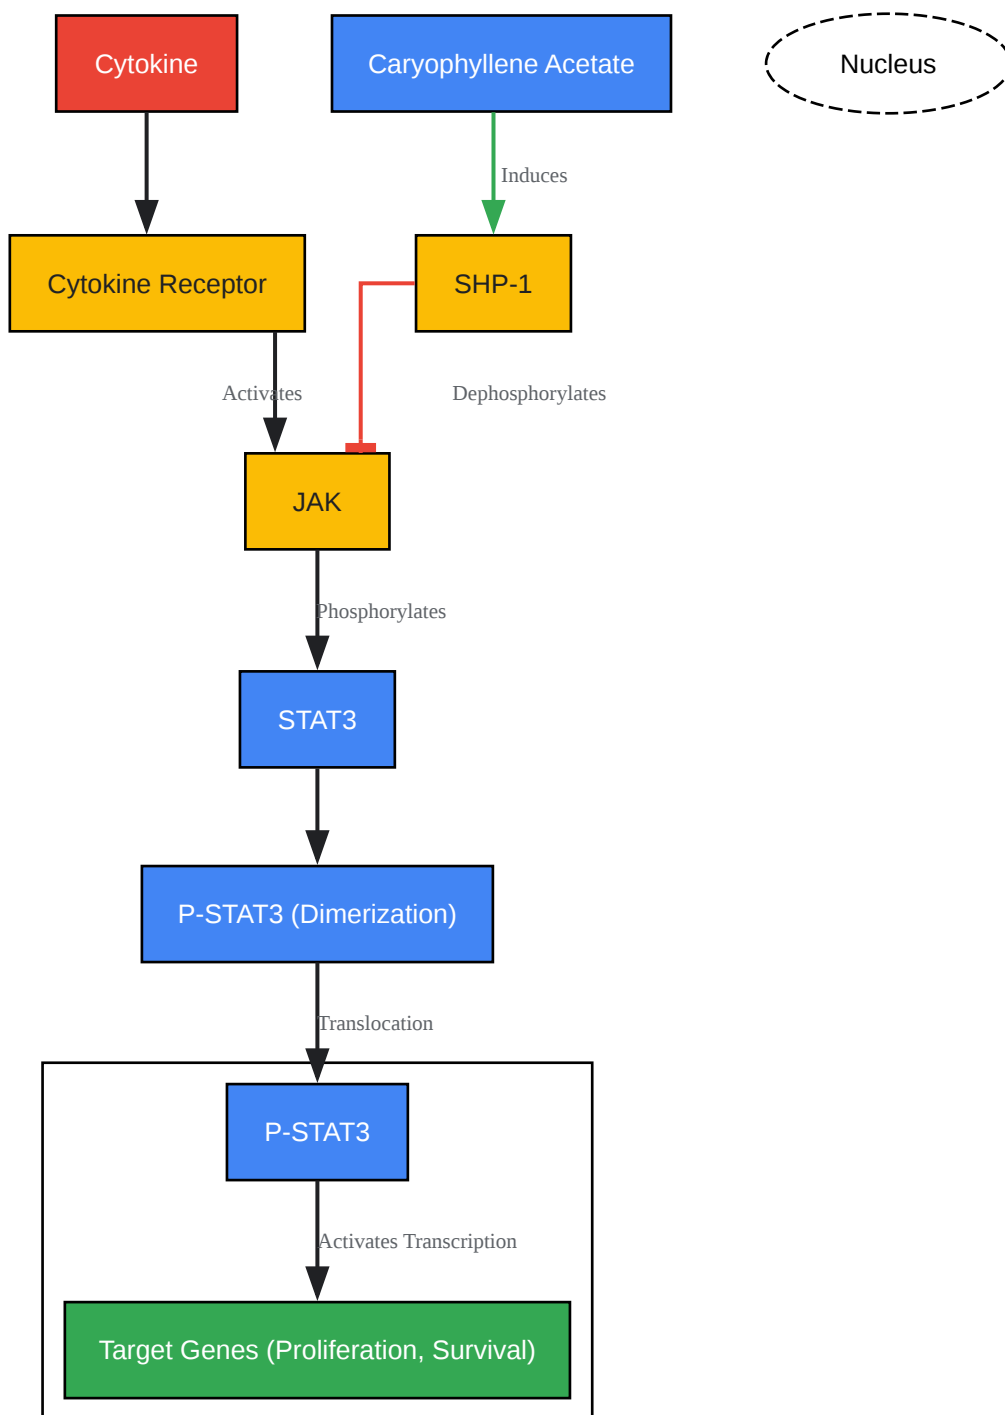 Cytokine
Caryophyllene Acetate
Nucleus
Induces
Cytokine Receptor
SHP-1
Activates
Dephosphorylates
JAK
Phosphorylates
STAT3
P-STAT3 (Dimerization)
Translocation
P-STAT3
Activates Transcription
Target Genes (Proliferation, Survival)